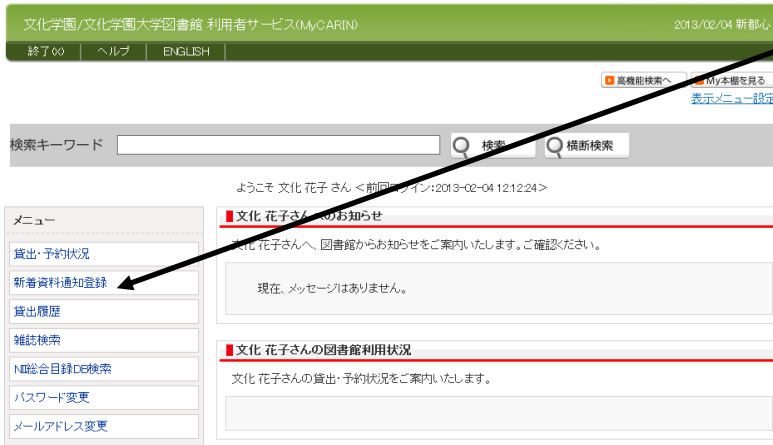 文化学園/文化学園大学図書館 利用者サービス(MyCARIN)
2013/02/04 新都心
終了(X) ヘルプ ENGLISH
高機能検索へ My本棚を見る
表示メニュー設定
検索キーワード 検索 横断検索
ようこそ 文化 花子 さん <前回ログイン:2013-02-04 12:12:24>
メニュー
貸出・予約状況
新着資料通知登録
貸出履歴
雑誌検索
NII総合目録DB検索
パスワード変更
メールアドレス変更
文化 花子さんへのお知らせ
文化 花子さんへ、図書館からお知らせをご案内いたします。ご確認ください。
現在、メッセージはありません。
文化 花子さんの図書館利用状況
文化 花子さんの貸出・予約状況をご案内いたします。